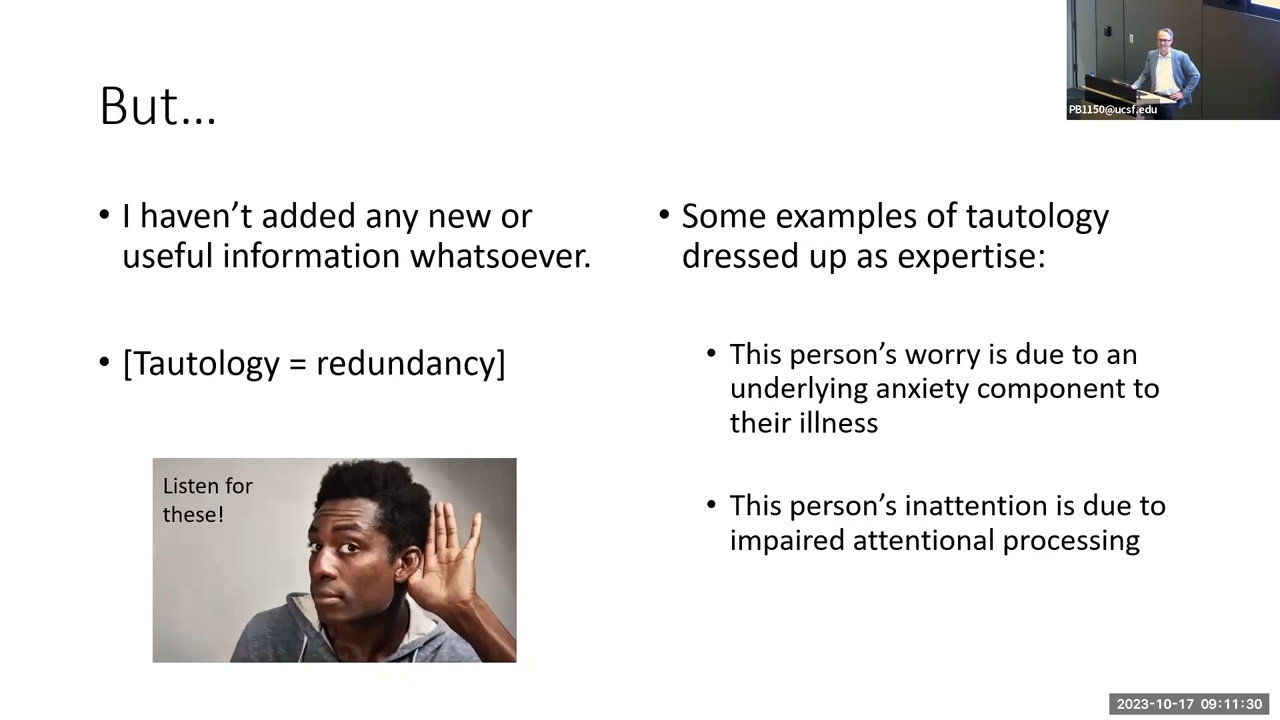 But...
• I haven’t added any new or
useful information whatsoever.
• [Tautology = redundancy]
Listen for
these!
• Some examples of tautology
dressed up as expertise:
• This person’s worry is due to an
underlying anxiety component to
their illness
• This person’s inattention is due to
impaired attentional processing
PB1150@ucsf.edu
2023-10-17 09:11:30